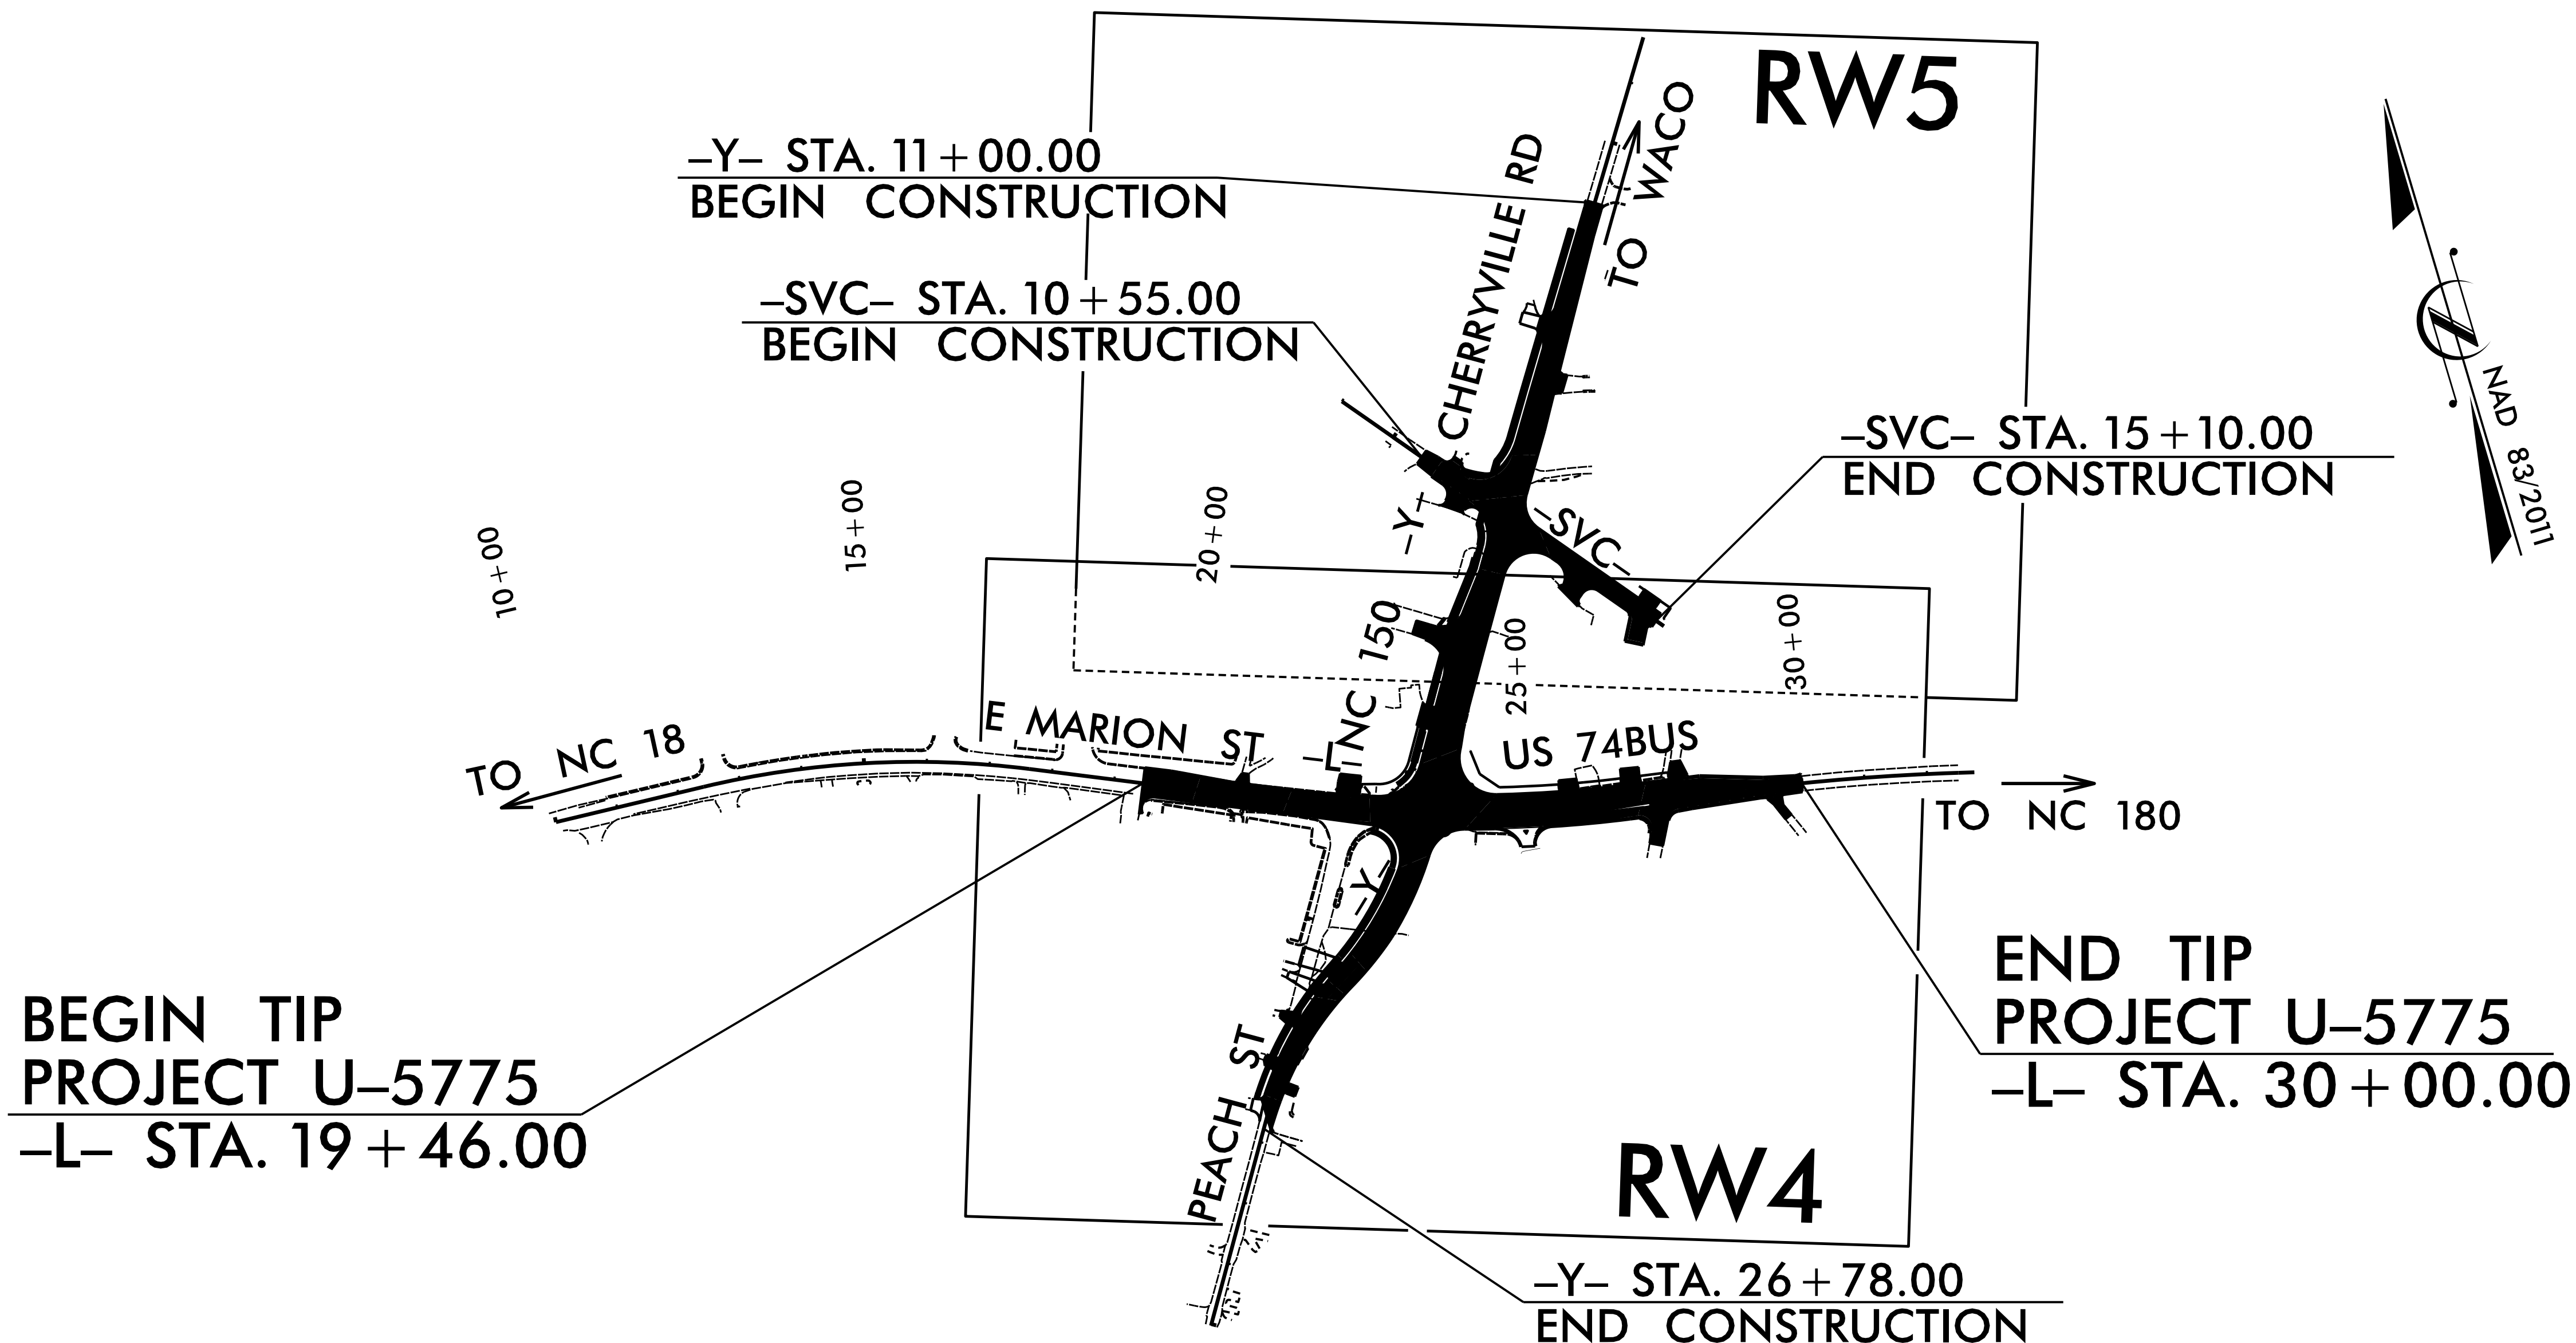 RW5
–Y– STA. 11+00.00
BEGIN CONSTRUCTION
–SVC– STA. 10+55.00
BEGIN CONSTRUCTION
CHERRYVILLE RD
TO WACO
NAD 83/2011
–SVC– STA. 15+10.00
END CONSTRUCTION
–Y–
–SVC–
10+00
15+00
20+00
25+00
30+00
NC 150
TO NC 18
E MARION ST
–L–
US 74BUS
TO NC 180
–Y–
BEGIN TIP
PROJECT U–5775
–L– STA. 19+46.00
END TIP
PROJECT U–5775
–L– STA. 30+00.00
PEACH ST
RW4
–Y– STA. 26+78.00
END CONSTRUCTION